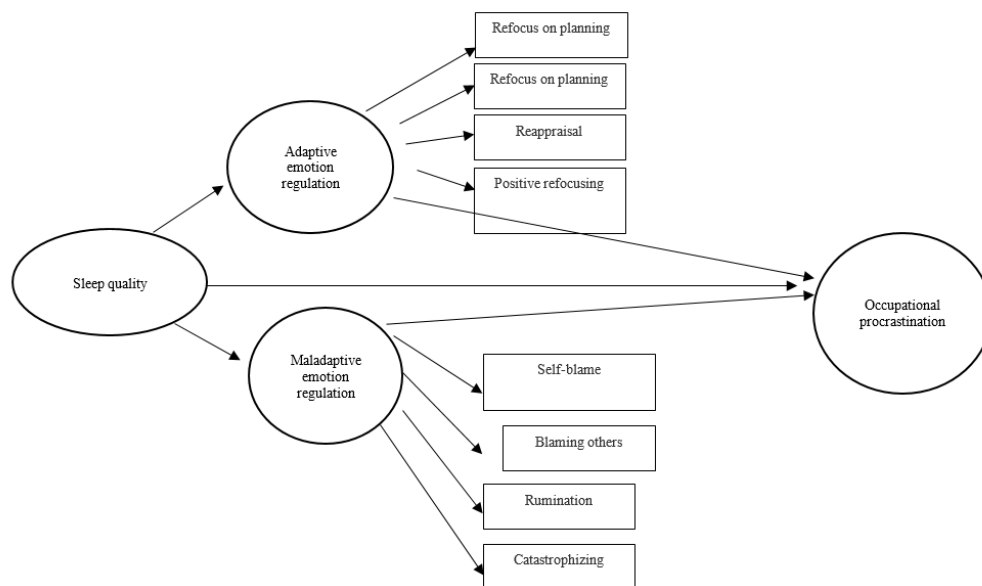 Refocus on planning
Refocus on planning
Reappraisal
Positive refocusing
Adaptive
emotion
regulation
Sleep quality
Occupational
procrastination
Maladaptive
emotion
regulation
Self-blame
Blaming others
Rumination
Catastrophizing